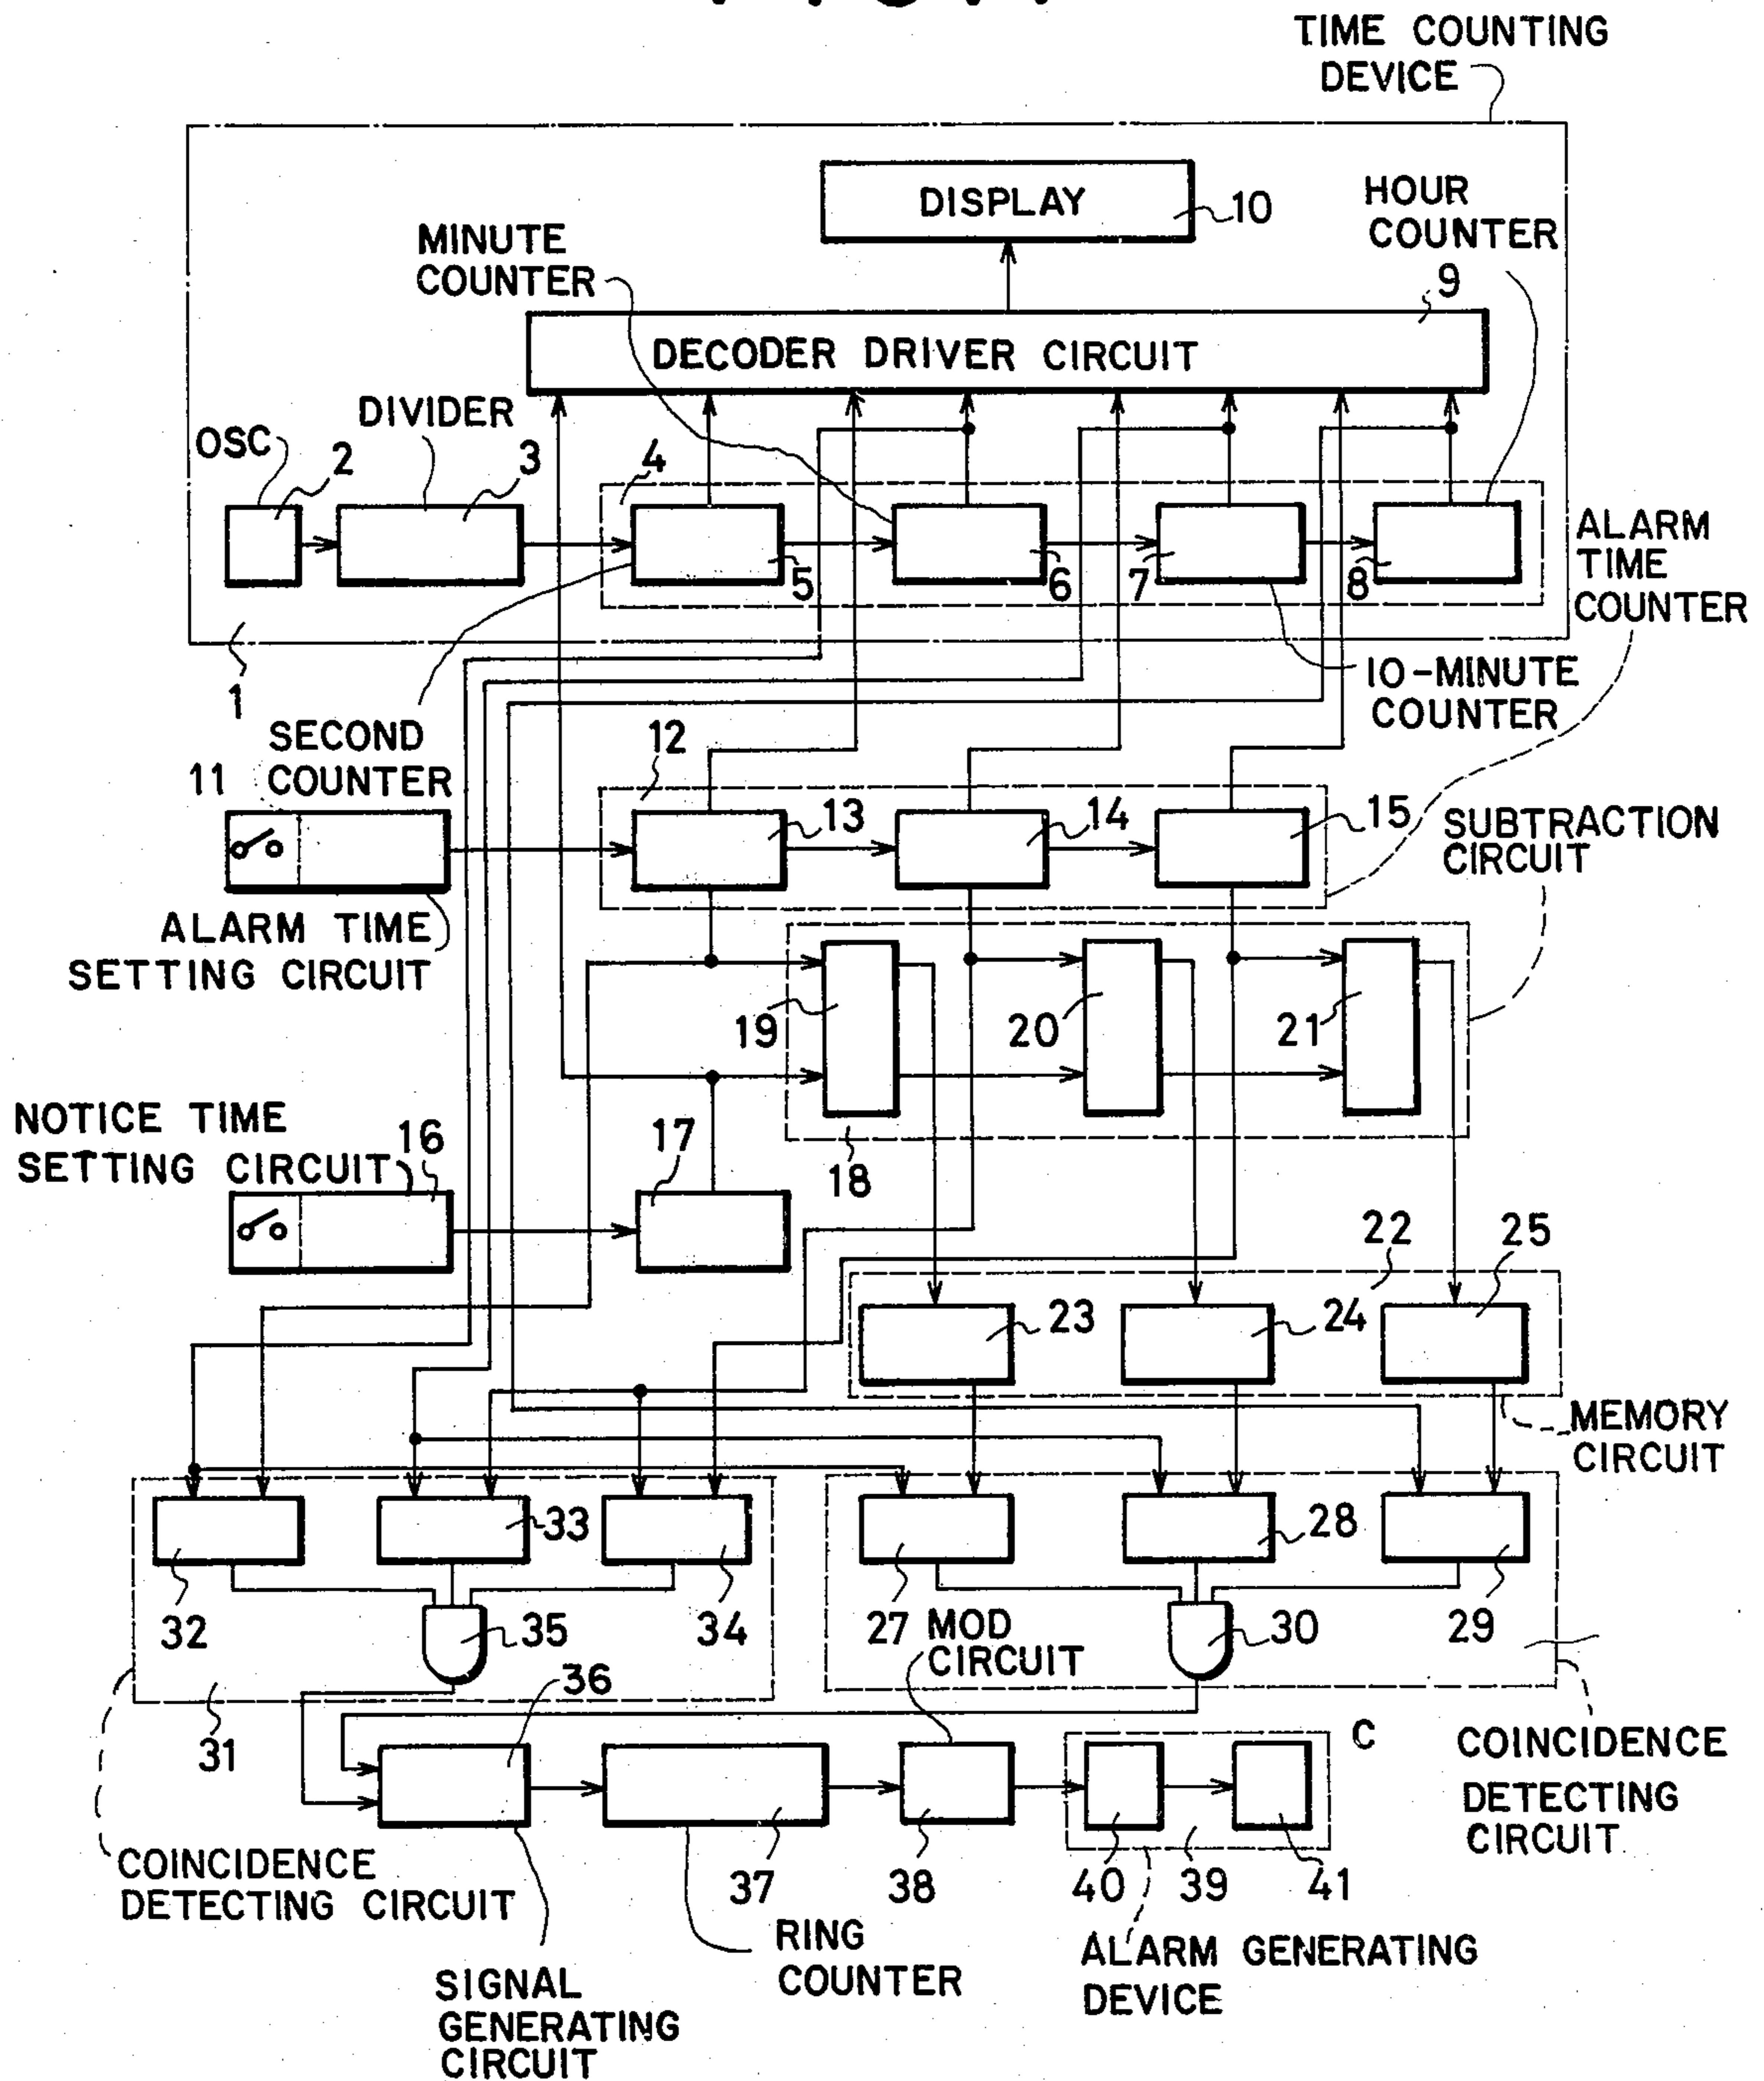 TIME COUNTING
DEVICE
DISPLAY
10
HOUR
COUNTER
MINUTE
COUNTER
9
DECODER DRIVER CIRCUIT
DIVIDER
OSC
2
3
4
5
6
7
8
ALARM
TIME
COUNTER
1
10-MINUTE
COUNTER
SECOND
COUNTER
11
12
13
14
15
SUBTRACTION
CIRCUIT
ALARM TIME
SETTING CIRCUIT
19
20
21
NOTICE TIME
SETTING CIRCUIT
16
17
18
22
25
23
24
MEMORY
CIRCUIT
33
28
32
34
35
27
MOD
CIRCUIT
30
29
36
31
C
COINCIDENCE
DETECTING
CIRCUIT
COINCIDENCE
DETECTING CIRCUIT
37
38
40
39
41
RING
COUNTER
ALARM GENERATING
DEVICE
SIGNAL
GENERATING
CIRCUIT